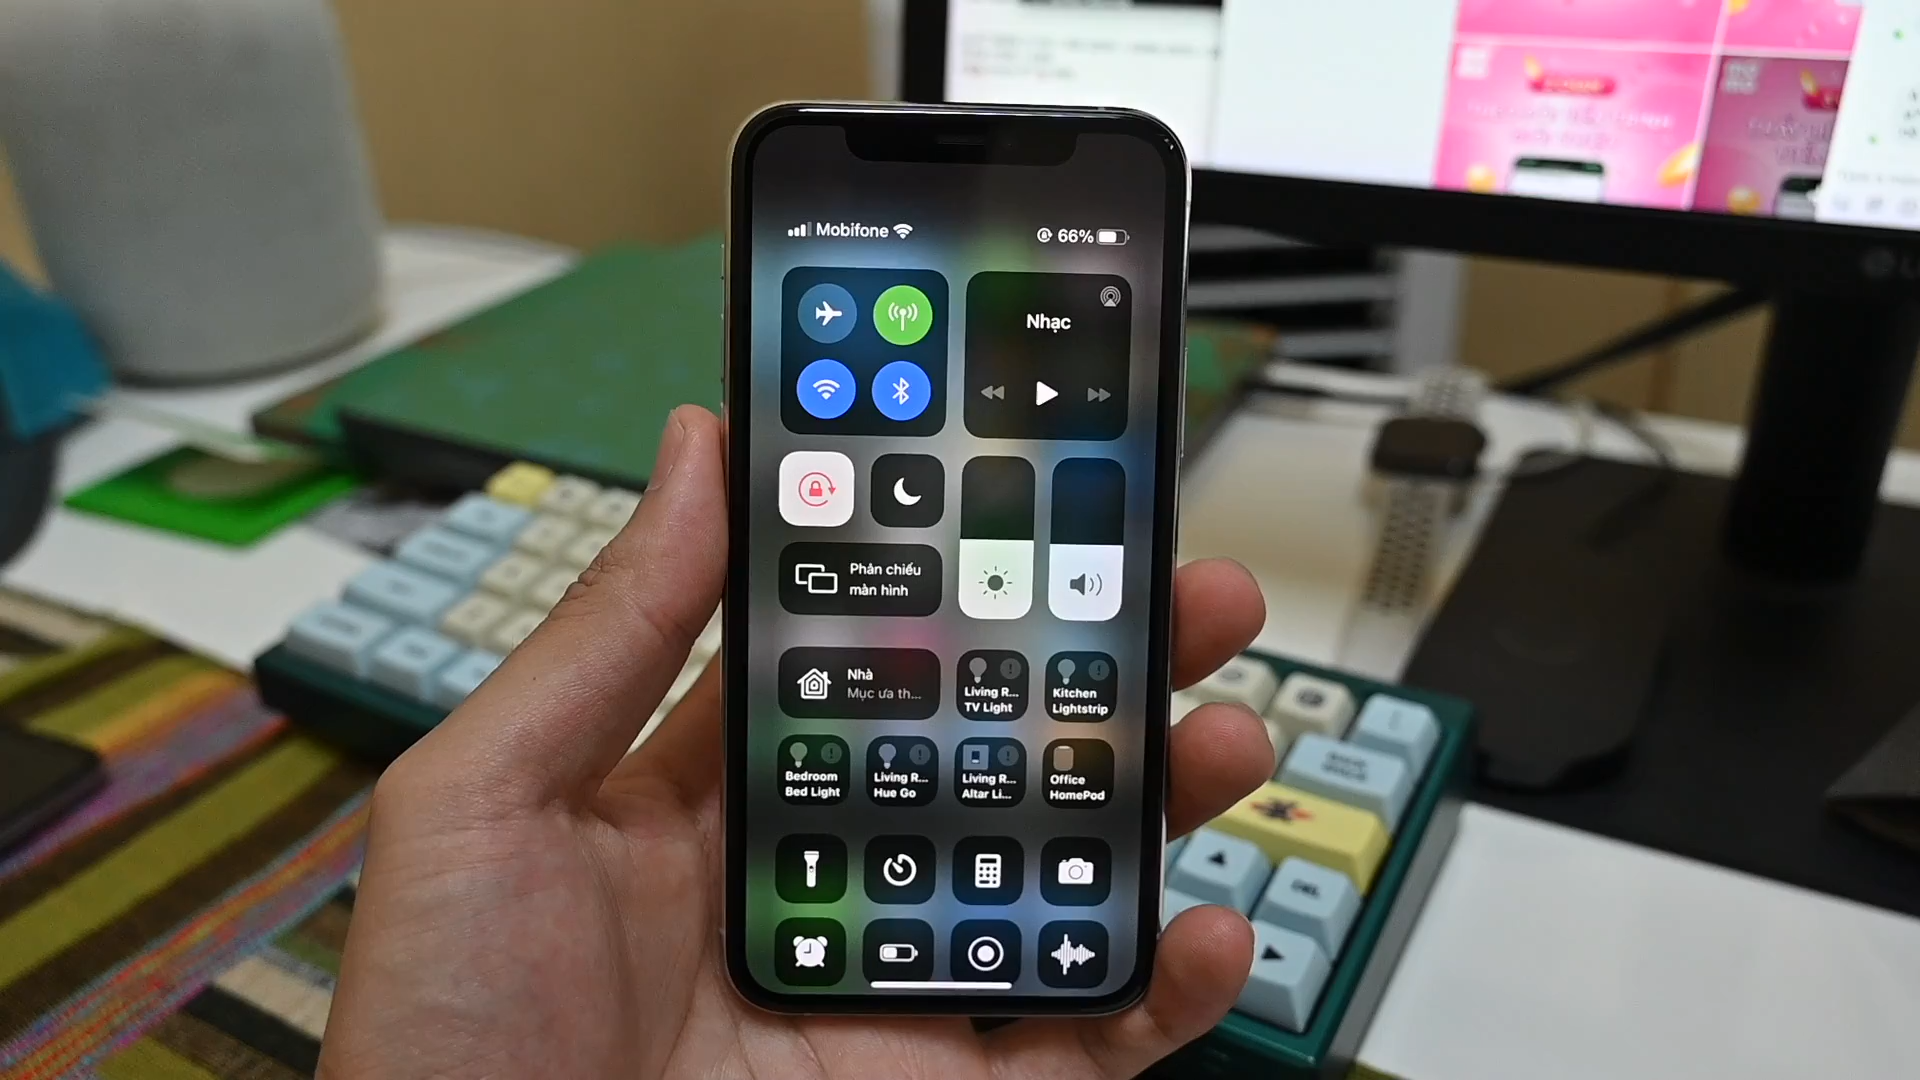 Mobifone
66%
Nhạc
Phản chiếu
màn hình
Nhà
Mục ưa th...
Living R...
TV Light
Kitchen
Lightstrip
Bedroom
Bed Light
Living R...
Hue Go
Living R...
Altar Li...
Office
HomePod